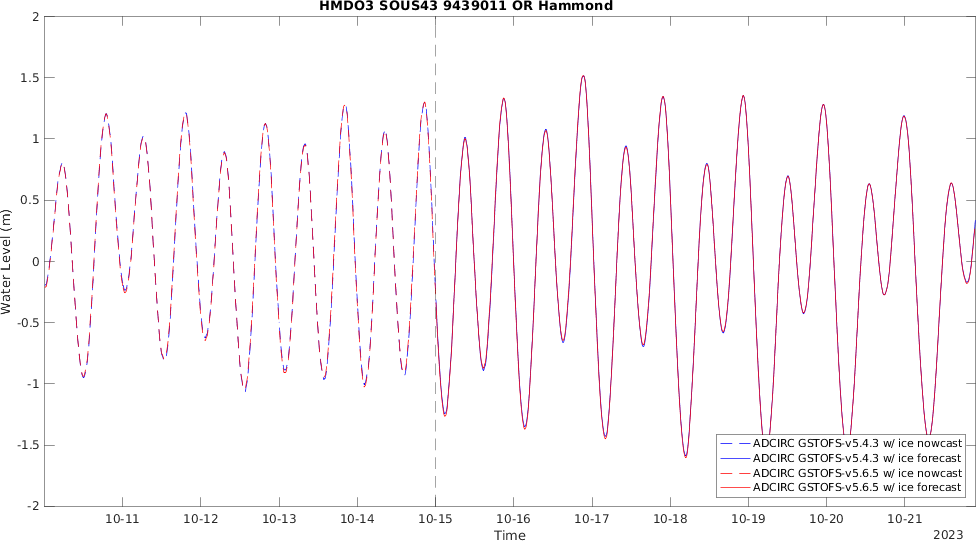 HMDO3 SOUS43 9439011 OR Hammond
2
1.5
1
0.5
0
-0.5
-1
-1.5
-2
Water Level (m)
ADCIRC GSTOFS-v5.4.3 w/ ice nowcast
ADCIRC GSTOFS-v5.4.3 w/ ice forecast
ADCIRC GSTOFS-v5.6.5 w/ ice nowcast
ADCIRC GSTOFS-v5.6.5 w/ ice forecast
10-11 10-12 10-13 10-14 10-15 10-16 10-17 10-18 10-19 10-20 10-21
Time
2023